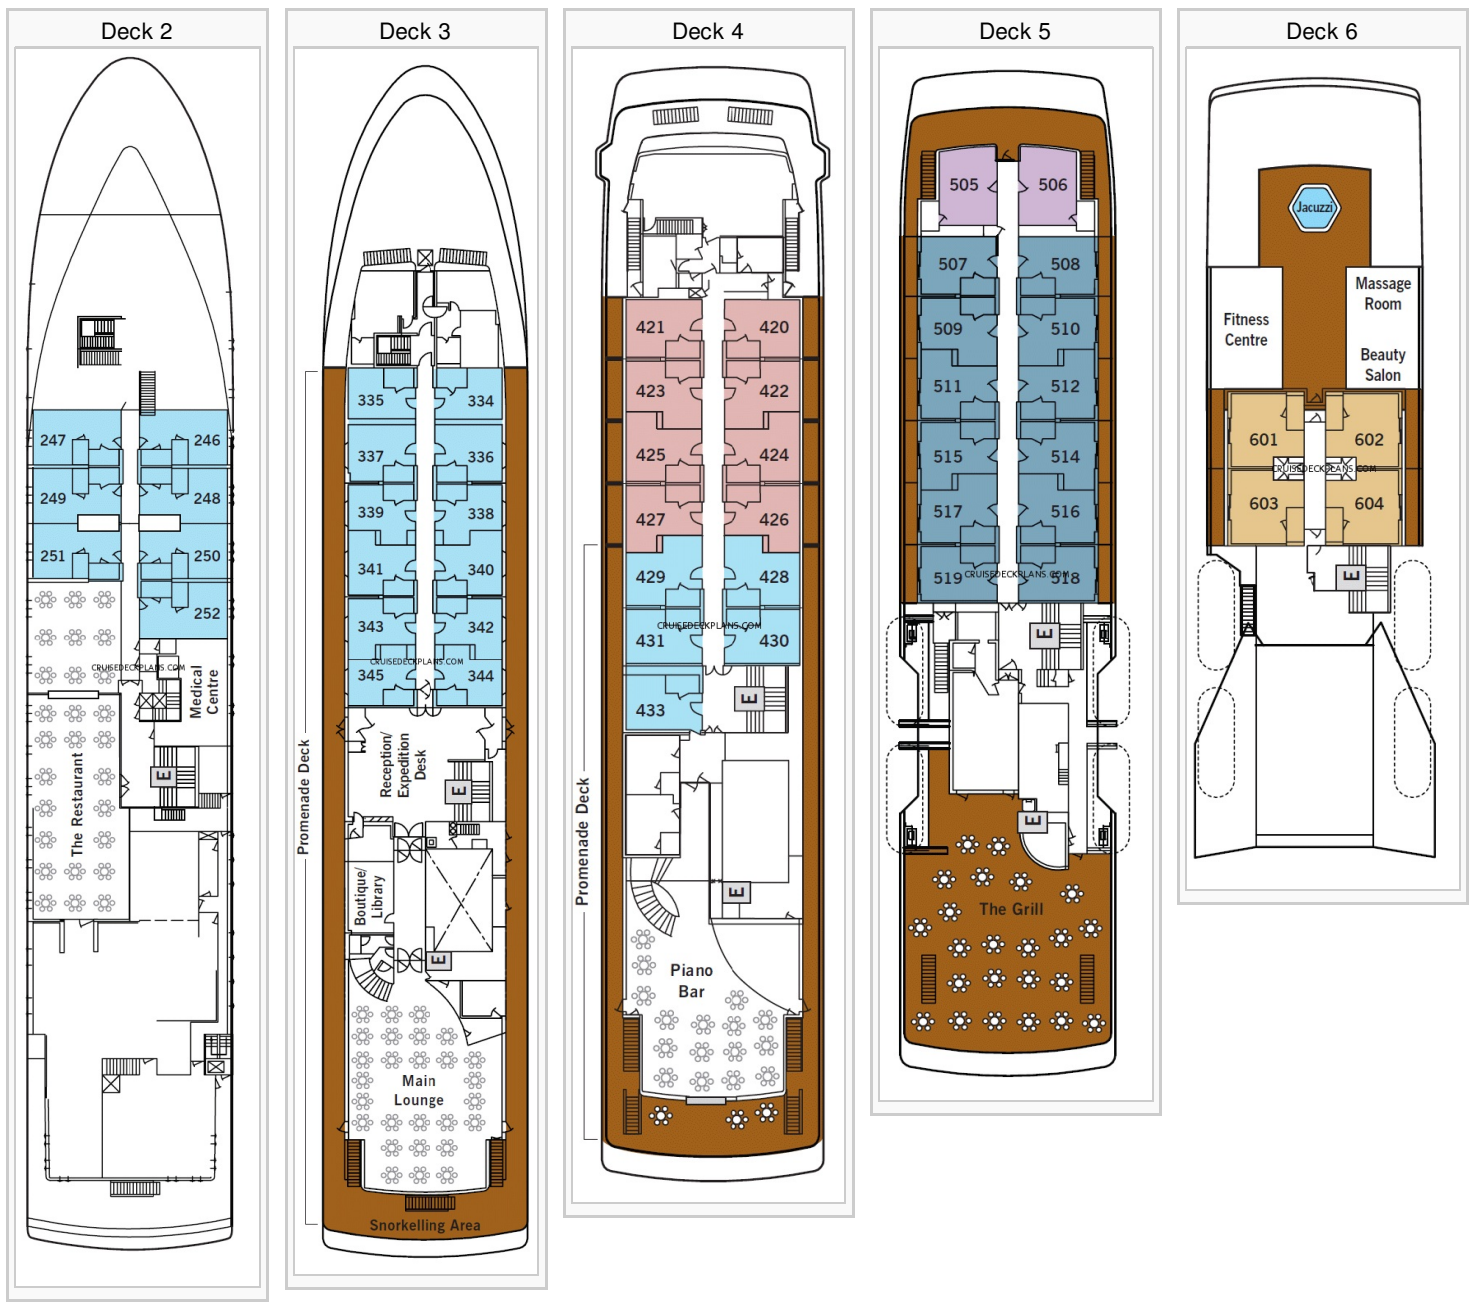 Deck 2
247
246
249
248
251
250
252
CRUISEDECKPLANS.COM
Medical
Centre
The Restaurant
E
Deck 3
335
334
337
336
339
338
341
340
343
342
CRUISEDECKPLANS.COM
345
344
Promenade Deck
Reception/
Expedition
Desk
E
Boutique/
Library
E
Main
Lounge
Snorkelling Area
Deck 4
421
420
423
422
425
424
427
426
429
428
CRUISEDECKPLANS.COM
431
430
433
E
Promenade Deck
E
Piano
Bar
Deck 5
505
506
507
508
509
510
511
512
515
514
517
516
519
518
CRUISEDECKPLANS.COM
E
E
The Grill
Deck 6
Jacuzzi
Fitness
Centre
Massage
Room
Beauty
Salon
601
602
CRUISEDECKPLANS.COM
603
604
E